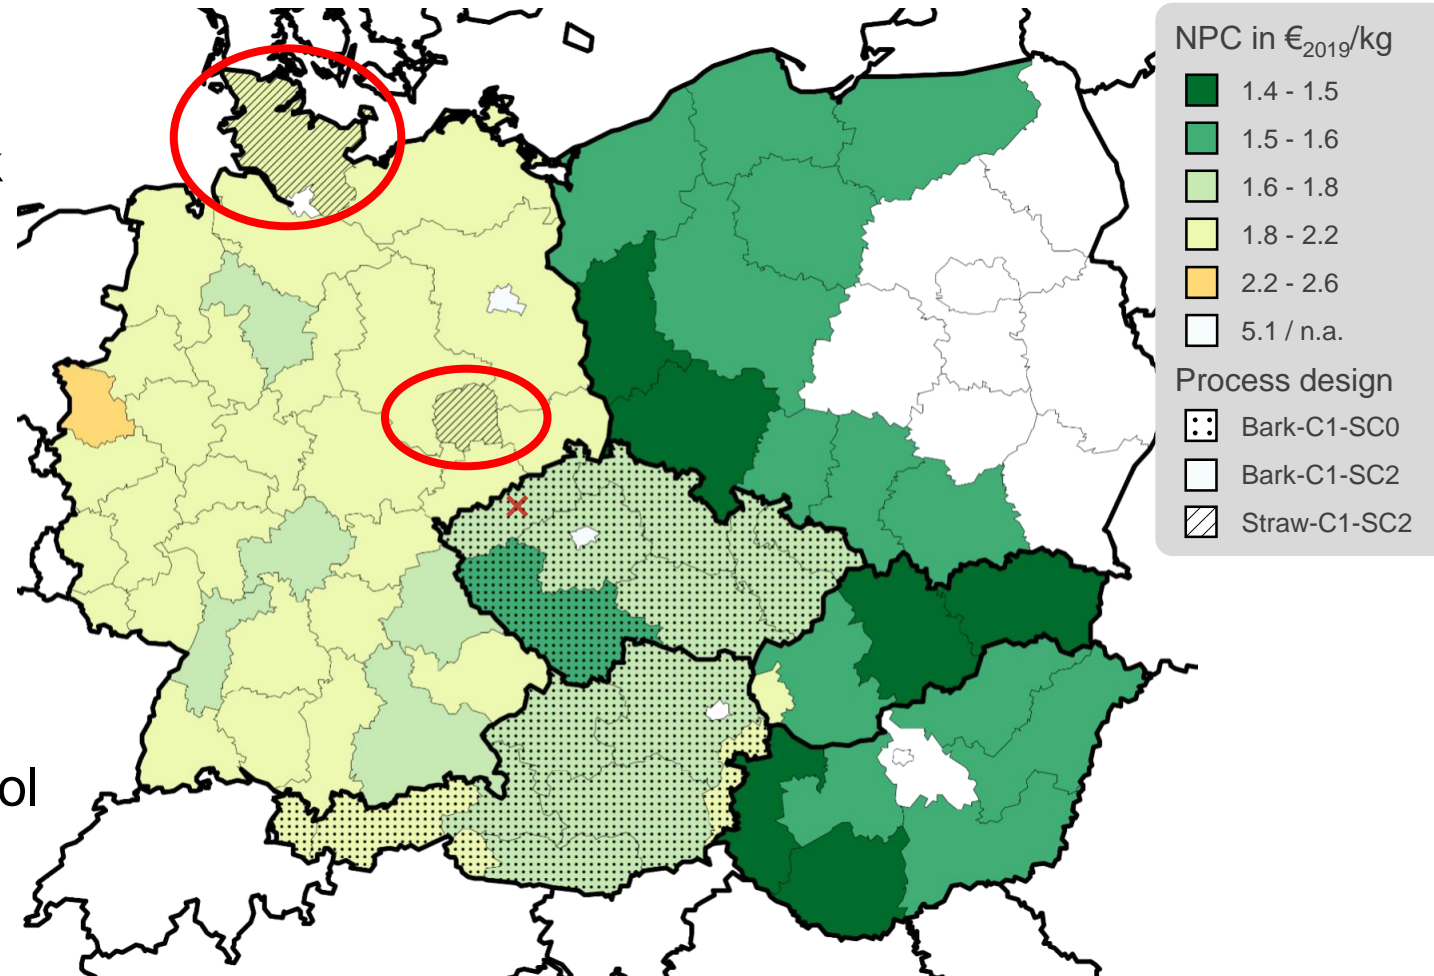 NPC in €2019/kg
1.4 - 1.5
1.5 - 1.6
1.6 - 1.8
1.8 - 2.2
2.2 - 2.6
5.1 / n.a.
Process design
Bark-C1-SC0
Bark-C1-SC2
Straw-C1-SC2
ol